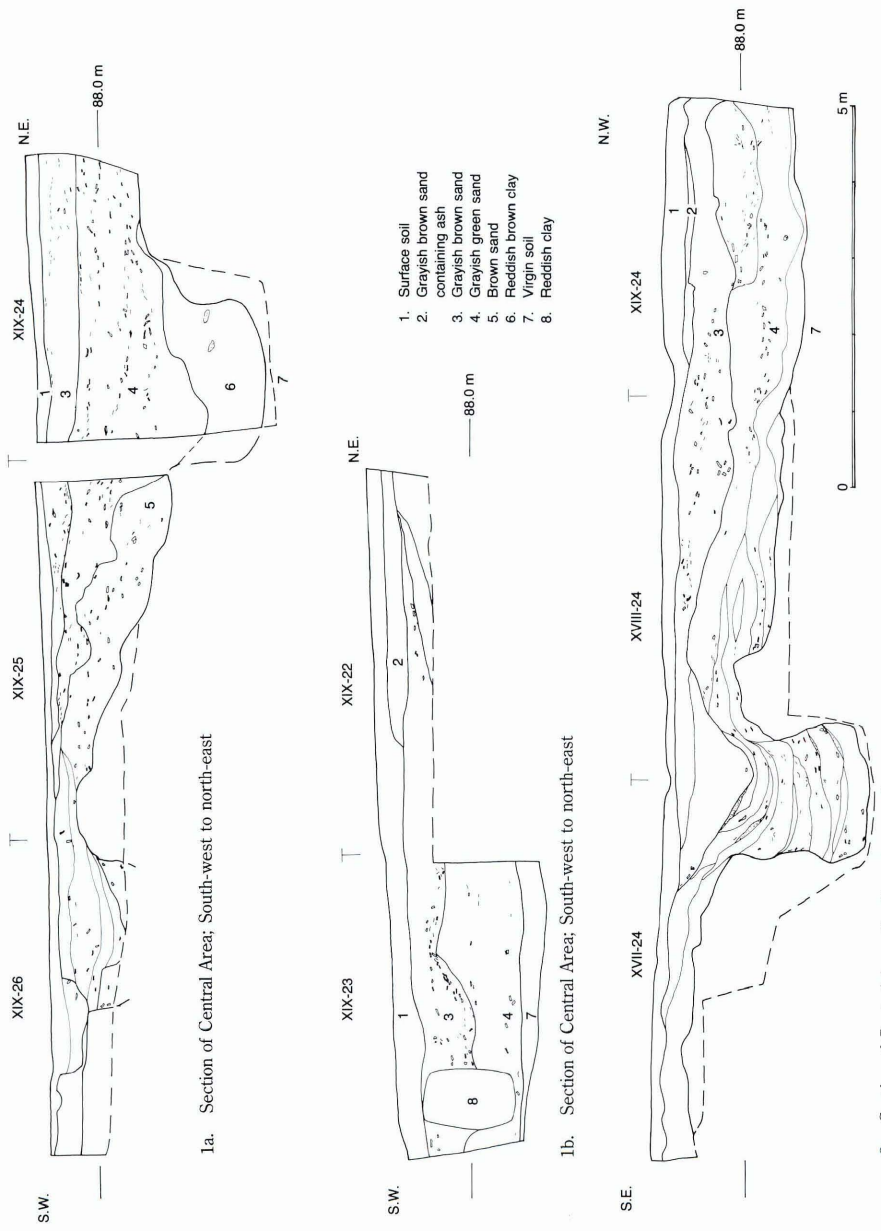 XIX-26
XIX-25
XIX-24
S.W.
N.E.
88.0 m
1
3
4
5
6
7
1a. Section of Central Area; South-west to north-east
XIX-23
XIX-22
S.W.
N.E.
88.0 m
1
2
3
4
7
8
1. Surface soil
2. Grayish brown sand
containing ash
3. Grayish brown sand
4. Grayish green sand
5. Brown sand
6. Reddish brown clay
7. Virgin soil
8. Reddish clay
1b. Section of Central Area; South-west to north-east
XVII-24
XVIII-24
XIX-24
S.E.
N.W.
88.0 m
1
2
3
4
7
0
5 m